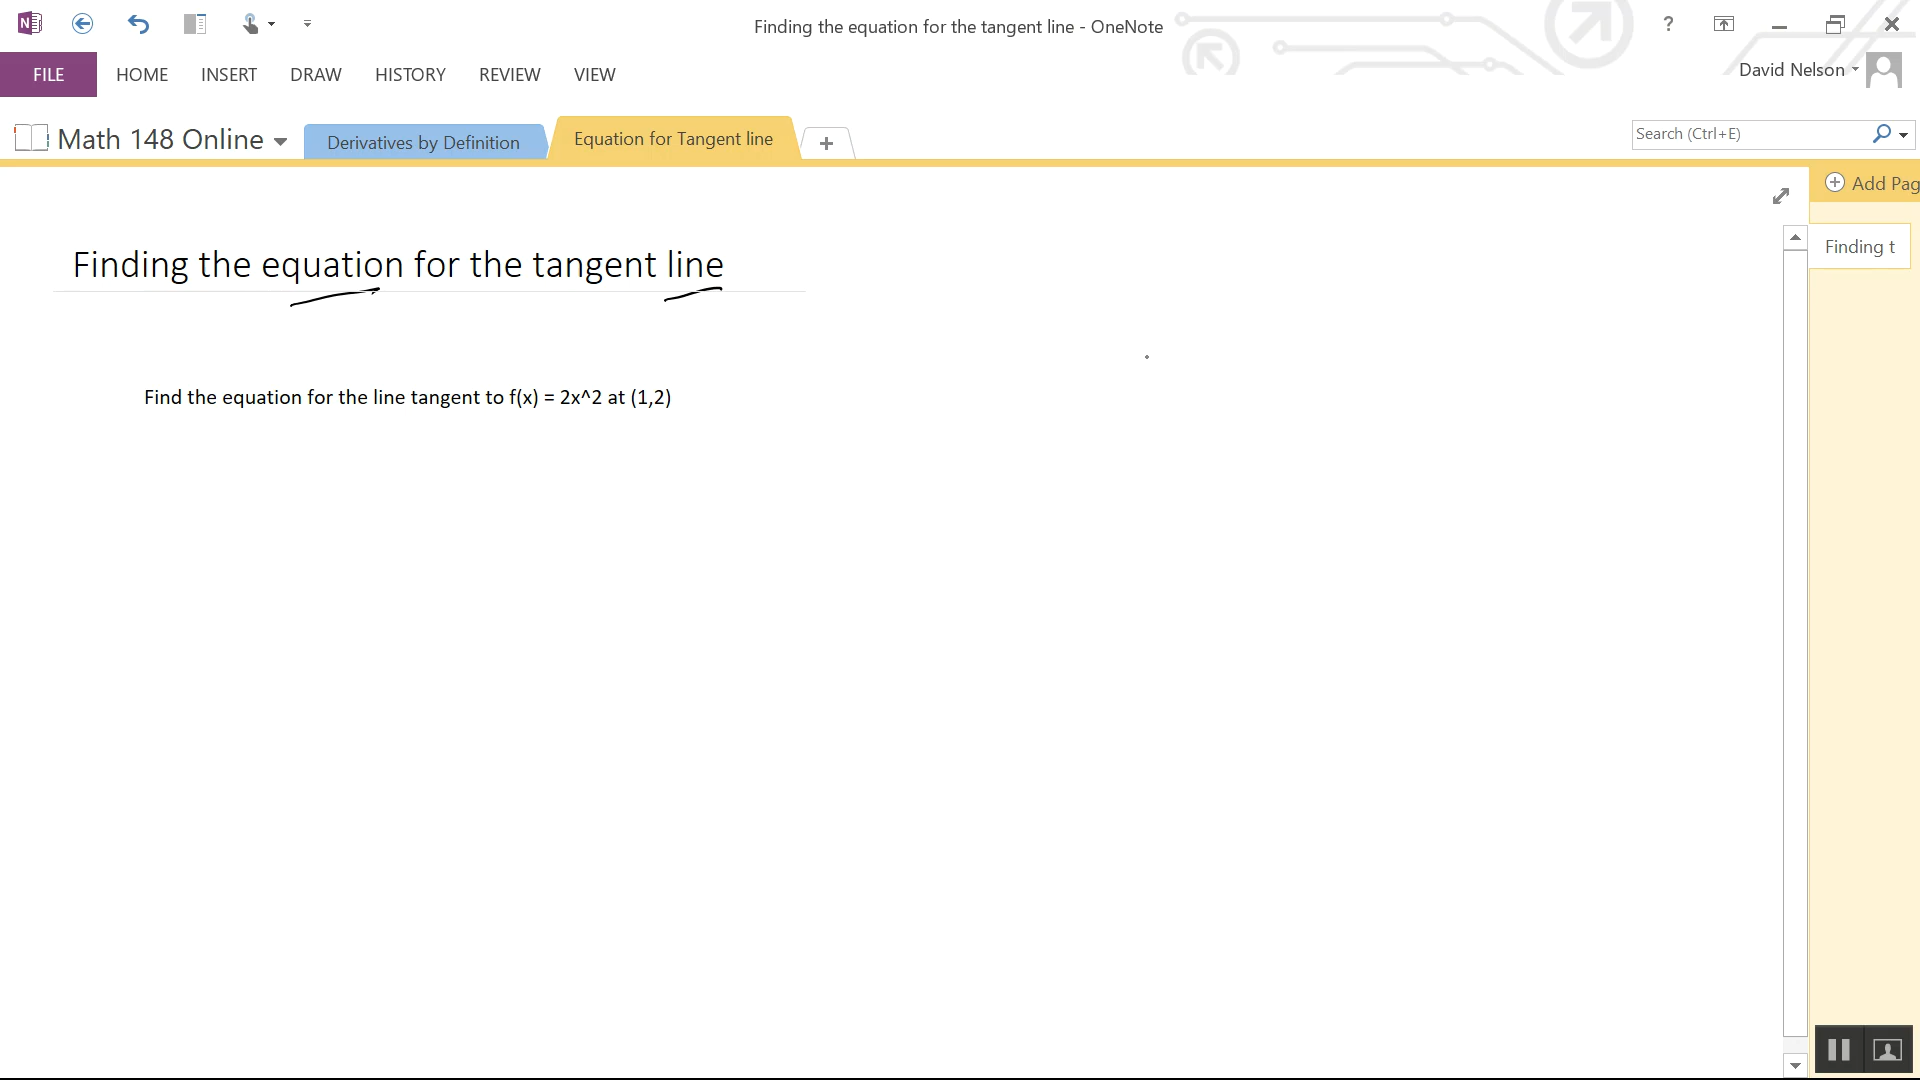 Finding the equation for the tangent line - OneNote
?
FILE HOME INSERT DRAW HISTORY REVIEW VIEW
David Nelson
Math 148 Online
Derivatives by Definition
Equation for Tangent line
+
Search (Ctrl+E)
Add Pag
Finding t
Finding the equation for the tangent line
Find the equation for the line tangent to f(x) = 2x^2 at (1,2)